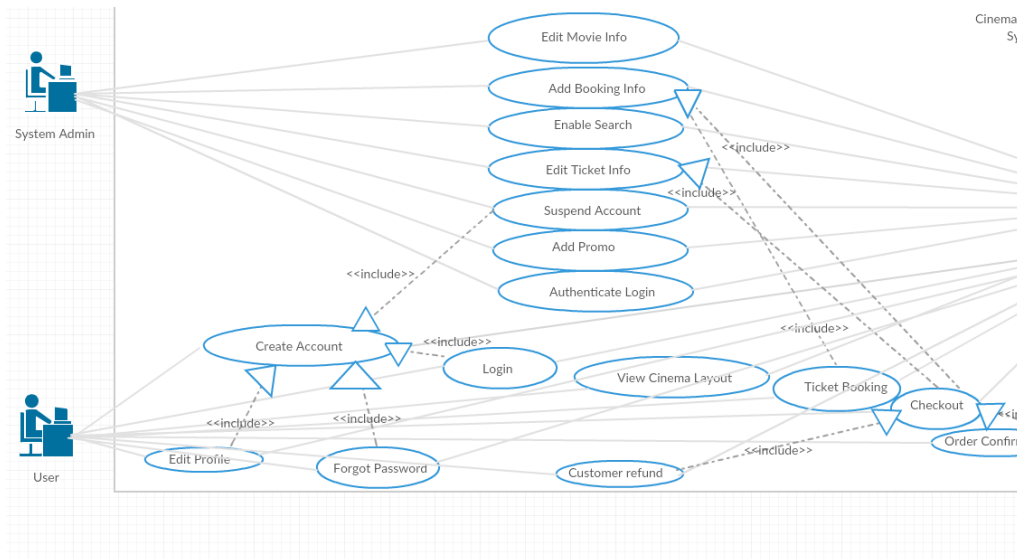 Cinema
Sy
Edit Movie Info
Add Booking Info
Enable Search
System Admin
<<include>>
Edit Ticket Info
<<include>>
Suspend Account
Add Promo
<<include>>
Authenticate Login
<<include>>
Create Account
<<include>>
Login
View Cinema Layout
Ticket Booking
Checkout
<<include>>
<<include>>
<<i
Order Confirm
<<include>>
User
Edit Profile
Forgot Password
Customer refund